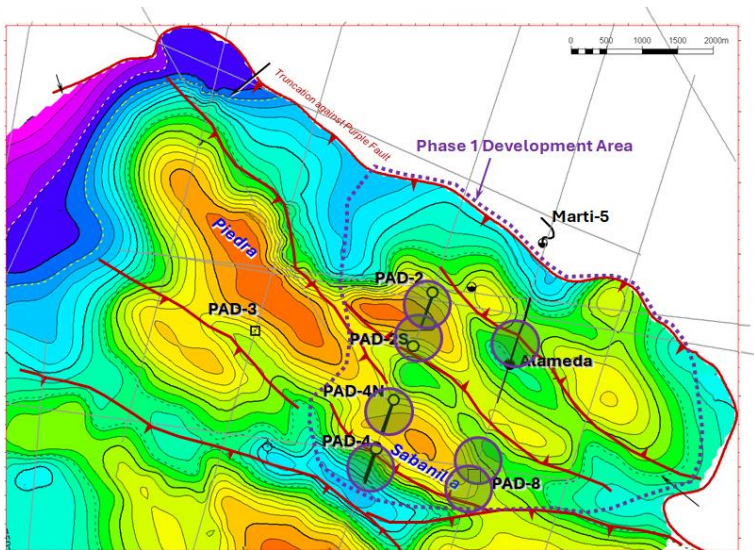 0 500 1000 1500 2000m
Truncation against Purple Fault
Phase 1 Development Area
Marti-5
Piedra
PAD-2
PAD-3
PAD-2S
Alameda
PAD-4N
PAD-4
Sabanilla
PAD-8